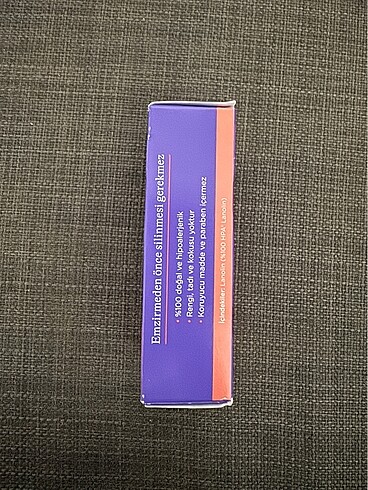 Emzirmeden önce silinmesi gerekmez
• %100 doğal ve hipoalerjenik
• Rengi, tadı ve kokusu yoktur
• Koruyucu madde ve paraben içermez
İçindekiler: Lanolin (%100 HPA Lanolin)